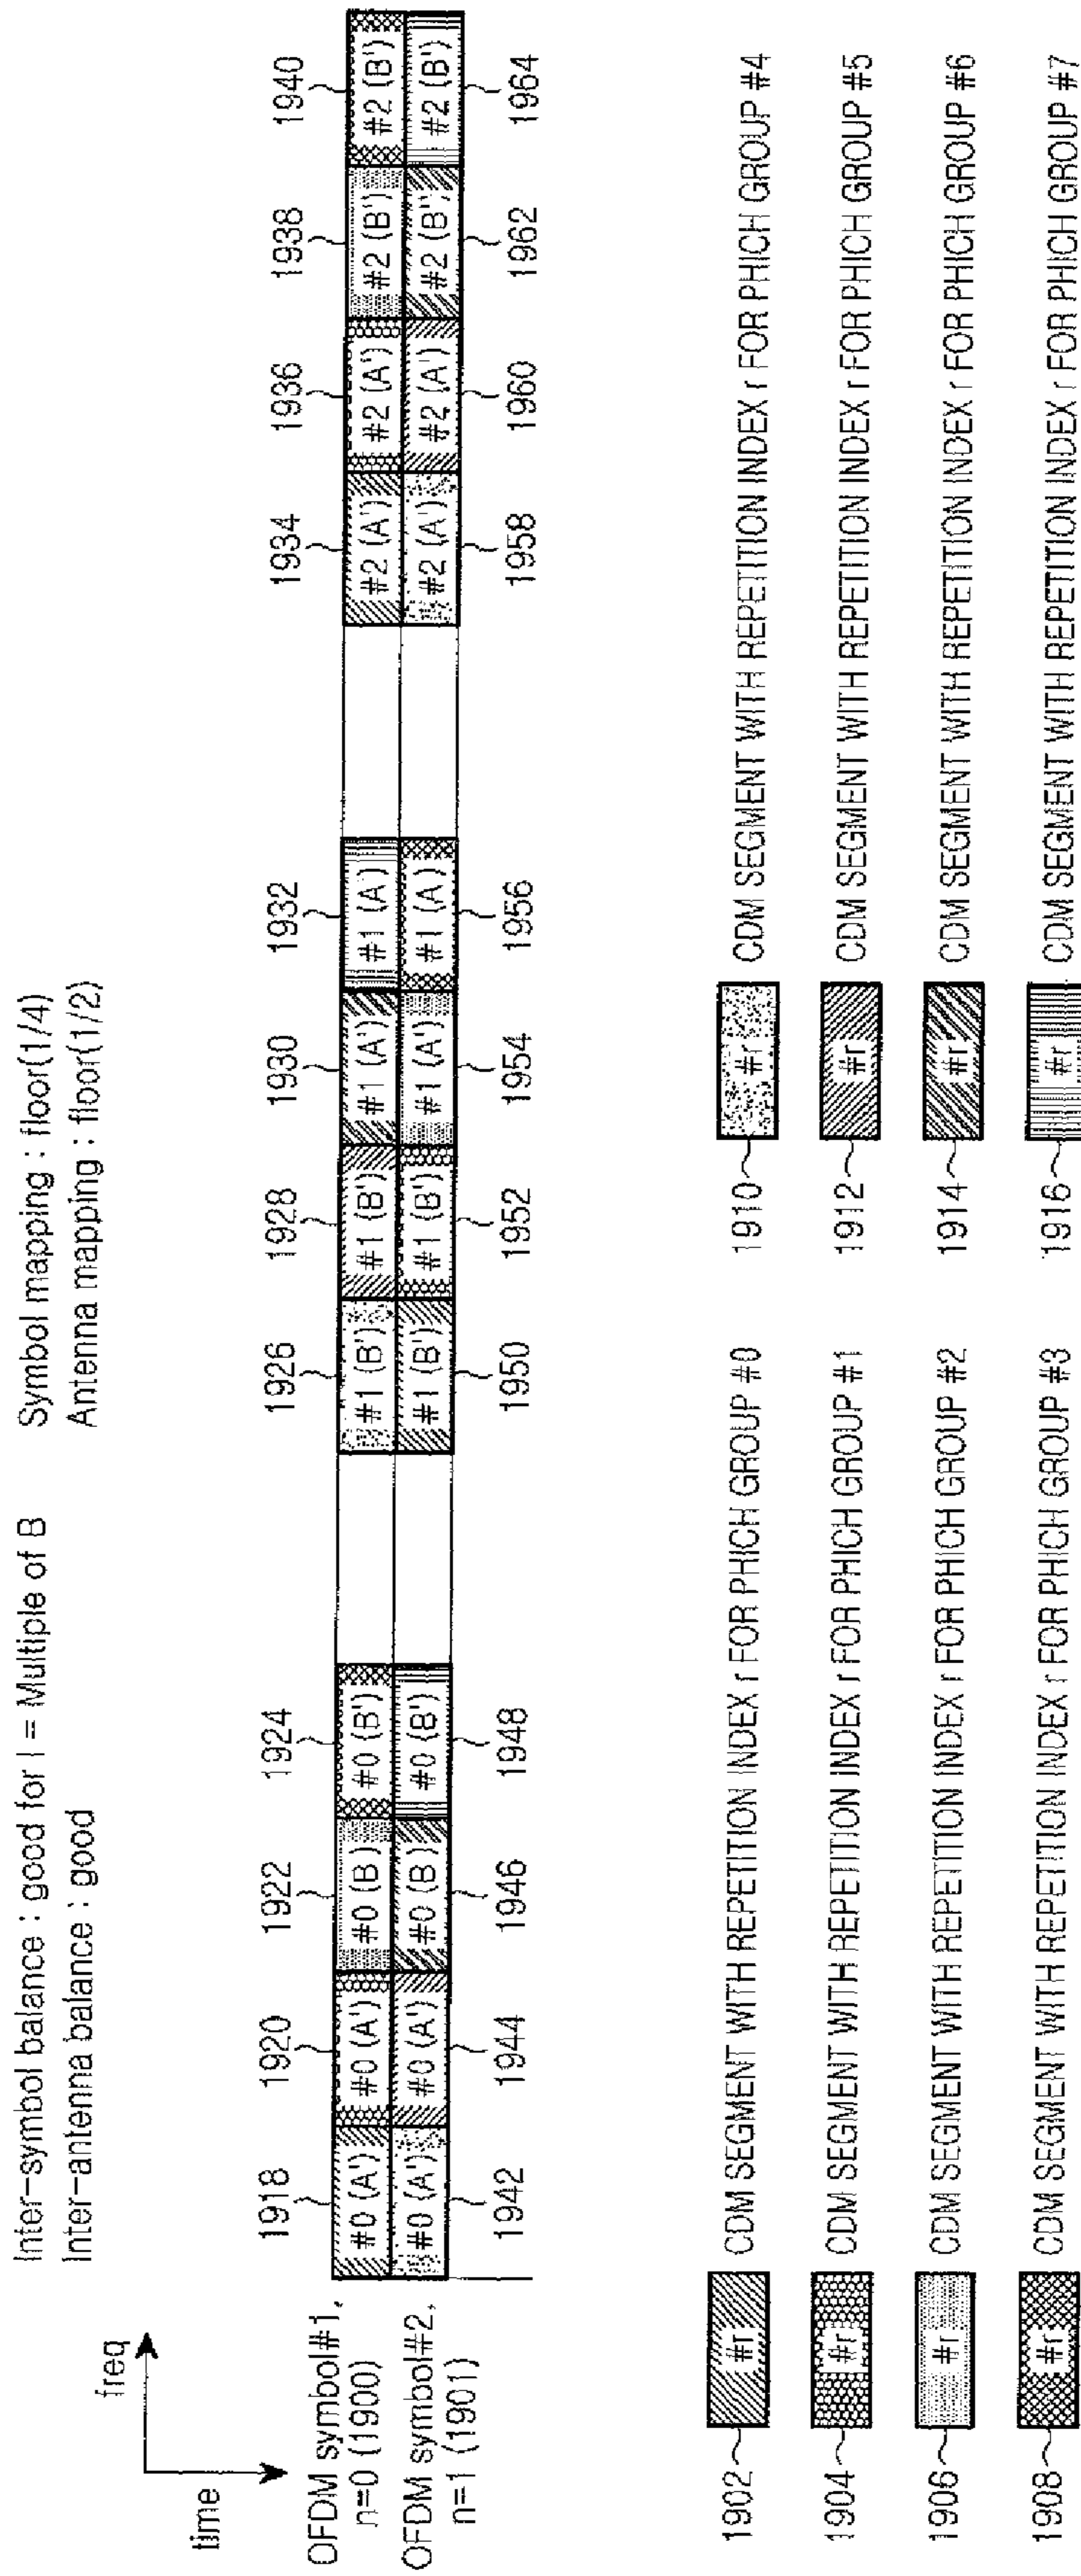 Inter-symbol balance : good for I = Multiple of B
Inter-antenna balance : good
Symbol mapping : floor(1/4)
Antenna mapping : floor(1/2)
freq
time
OFDM symbol#1,
n=0 (1900)
OFDM symbol#2,
n=1 (1901)
1918 1920 1922 1924 1926 1928 1930 1932 1934 1936 1938 1940
#0 (A') #0 (A') #0 (B) #0 (B') #1 (B') #1 (B') #1 (A') #1 (A) #2 (A') #2 (A') #2 (B') #2 (B')
#0 (A') #0 (A') #0 (B) #0 (B') #1 (B') #1 (B') #1 (A') #1 (A) #2 (A') #2 (A') #2 (B') #2 (B')
1942 1944 1946 1948 1950 1952 1954 1956 1958 1960 1962 1964
1902 #r CDM SEGMENT WITH REPETITION INDEX r FOR PHICH GROUP #0
1904 #r CDM SEGMENT WITH REPETITION INDEX r FOR PHICH GROUP #1
1906 #r CDM SEGMENT WITH REPETITION INDEX r FOR PHICH GROUP #2
1908 #r CDM SEGMENT WITH REPETITION INDEX r FOR PHICH GROUP #3
1910 #r CDM SEGMENT WITH REPETITION INDEX r FOR PHICH GROUP #4
1912 #r CDM SEGMENT WITH REPETITION INDEX r FOR PHICH GROUP #5
1914 #r CDM SEGMENT WITH REPETITION INDEX r FOR PHICH GROUP #6
1916 #r CDM SEGMENT WITH REPETITION INDEX r FOR PHICH GROUP #7